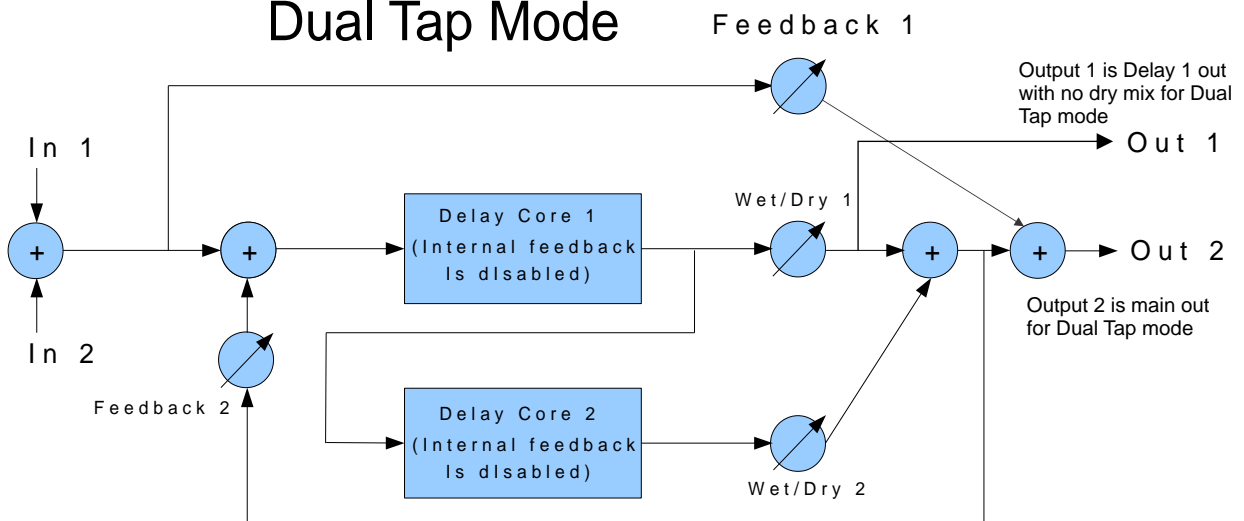 Dual Tap Mode
Feedback 1
Output 1 is Delay 1 out
with no dry mix for Dual
Tap mode
In 1
Out 1
Wet/Dry 1
Delay Core 1
(Internal feedback
Is dIsabled)
+
+
+
+
Out 2
In 2
Output 2 is main out
for Dual Tap mode
Feedback 2
Delay Core 2
(Internal feedback
Is dIsabled)
Wet/Dry 2